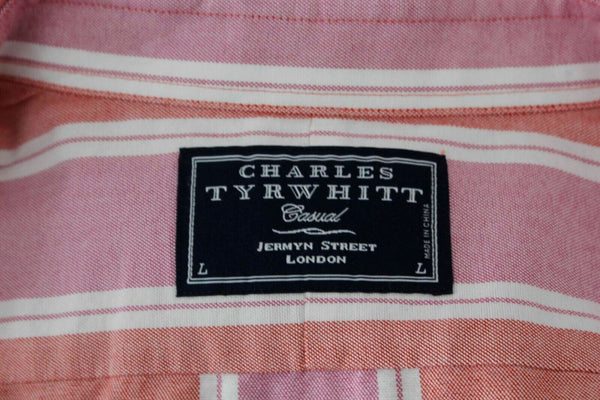 CHARLES
TYRWHITT
Casual
JERMYN STREET
LONDON
L
L
MADE IN CHINA